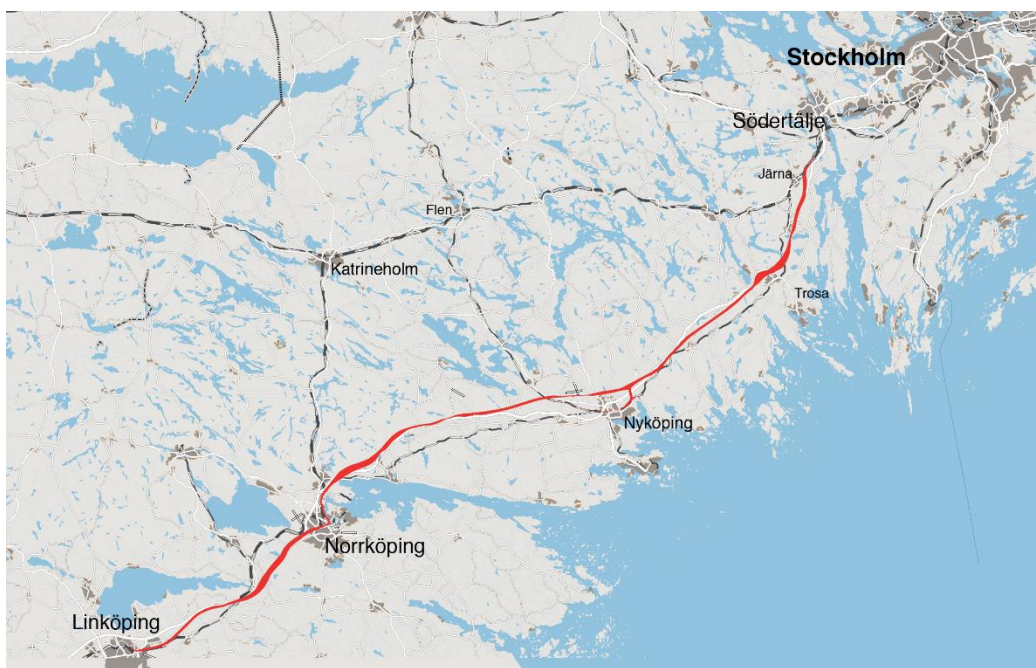 Stockholm
Södertälje
Järna
Flen
Katrineholm
Trosa
Nyköping
Norrköping
Linköping